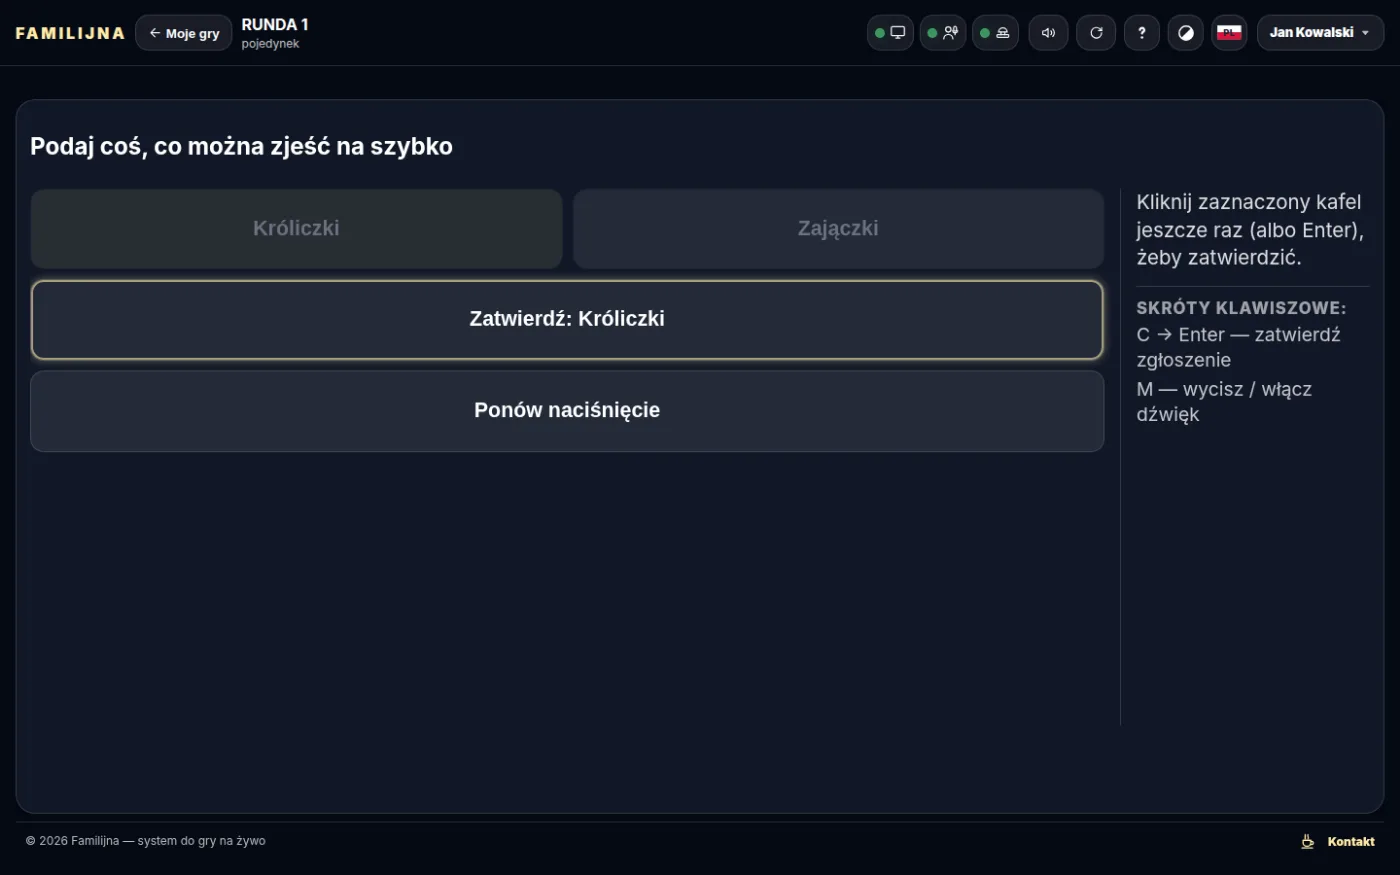 FAMILIJNA
← Moje gry
RUNDA 1
pojedynek
?
PL
Jan Kowalski
Podaj coś, co można zjeść na szybko
Króliczki
Zajączki
Zatwierdź: Króliczki
Ponów naciśnięcie
Kliknij zaznaczony kafel
jeszcze raz (albo Enter),
żeby zatwierdzić.
SKRÓTY KLAWISZOWE:
C → Enter — zatwierdź
zgłoszenie
M — wycisz / włącz
dźwięk
© 2026 Familijna — system do gry na żywo
Kontakt